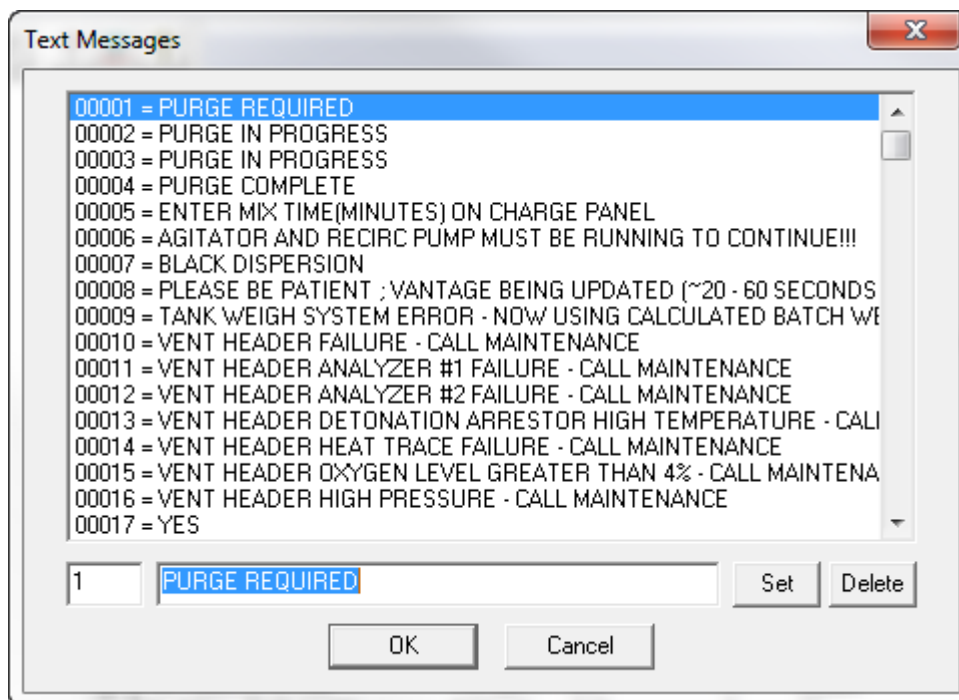 Text Messages
00001 = PURGE REQUIRED
00002 = PURGE IN PROGRESS
00003 = PURGE IN PROGRESS
00004 = PURGE COMPLETE
00005 = ENTER MIX TIME(MINUTES) ON CHARGE PANEL
00006 = AGITATOR AND RECIRC PUMP MUST BE RUNNING TO CONTINUE!!!
00007 = BLACK DISPERSION
00008 = PLEASE BE PATIENT ; VANTAGE BEING UPDATED (~20 - 60 SECONDS
00009 = TANK WEIGH SYSTEM ERROR - NOW USING CALCULATED BATCH WE
00010 = VENT HEADER FAILURE - CALL MAINTENANCE
00011 = VENT HEADER ANALYZER #1 FAILURE - CALL MAINTENANCE
00012 = VENT HEADER ANALYZER #2 FAILURE - CALL MAINTENANCE
00013 = VENT HEADER DETONATION ARRESTOR HIGH TEMPERATURE - CALL
00014 = VENT HEADER HEAT TRACE FAILURE - CALL MAINTENANCE
00015 = VENT HEADER OXYGEN LEVEL GREATER THAN 4% - CALL MAINTENA
00016 = VENT HEADER HIGH PRESSURE - CALL MAINTENANCE
00017 = YES
1 PURGE REQUIRED Set Delete
OK Cancel